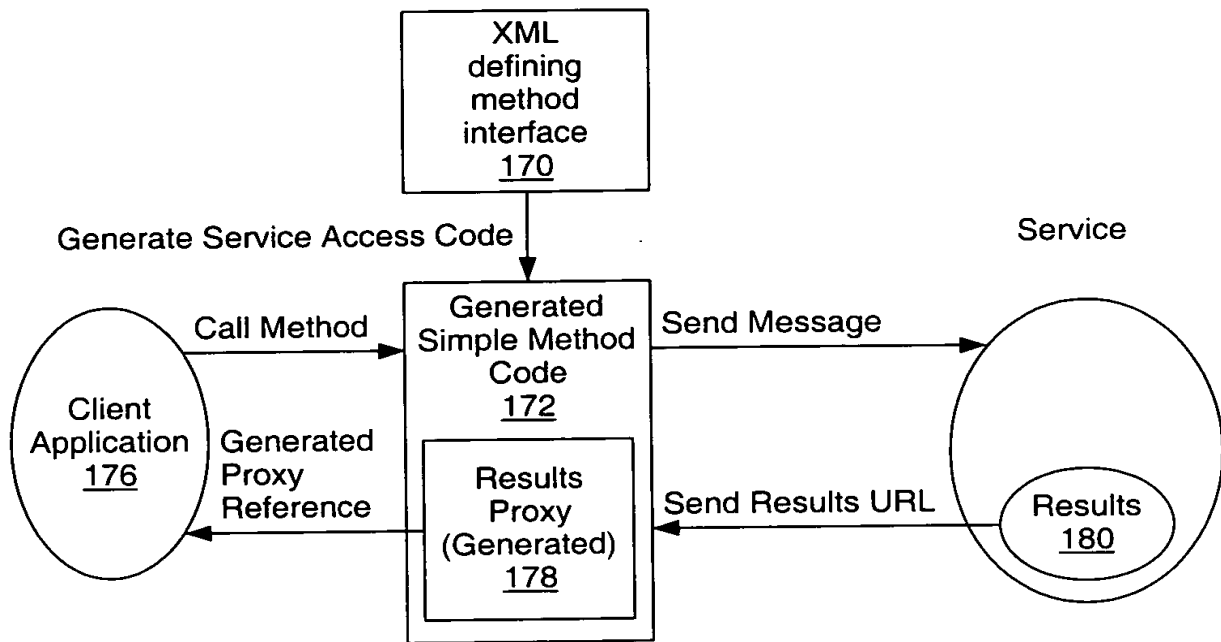 XML
defining
method
interface
170
Generate Service Access Code
Service
Generated
Simple Method
Code
172
Call Method
Send Message
Client
Application
176
Generated
Proxy
Reference
Results
Proxy
(Generated)
178
Send Results URL
Results
180